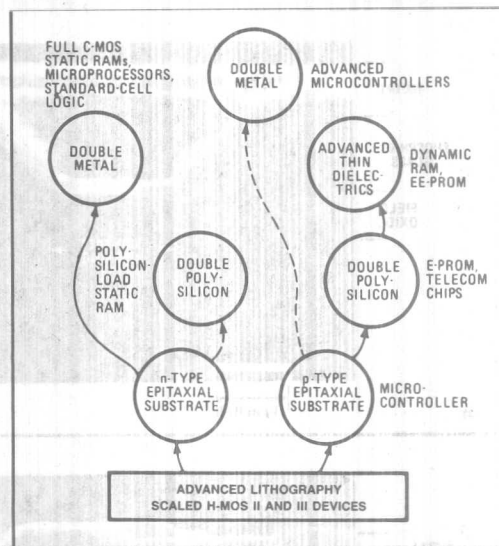 FULL C-MOS
STATIC RAMs,
MICROPROCESSORS,
STANDARD-CELL
LOGIC
DOUBLE
METAL
DOUBLE
METAL
ADVANCED
MICROCONTROLLERS
ADVANCED
THIN
DIELEC-
TRICS
DYNAMIC
RAM,
EE-PROM
POLY-
SILICON-
LOAD
STATIC
RAM
DOUBLE
POLY-
SILICON
DOUBLE
POLY-
SILICON
E-PROM,
TELECOM
CHIPS
n-TYPE
EPITAXIAL
SUBSTRATE
p-TYPE
EPITAXIAL
SUBSTRATE
MICRO-
CONTROLLER
ADVANCED LITHOGRAPHY
SCALED H-MOS II AND III DEVICES